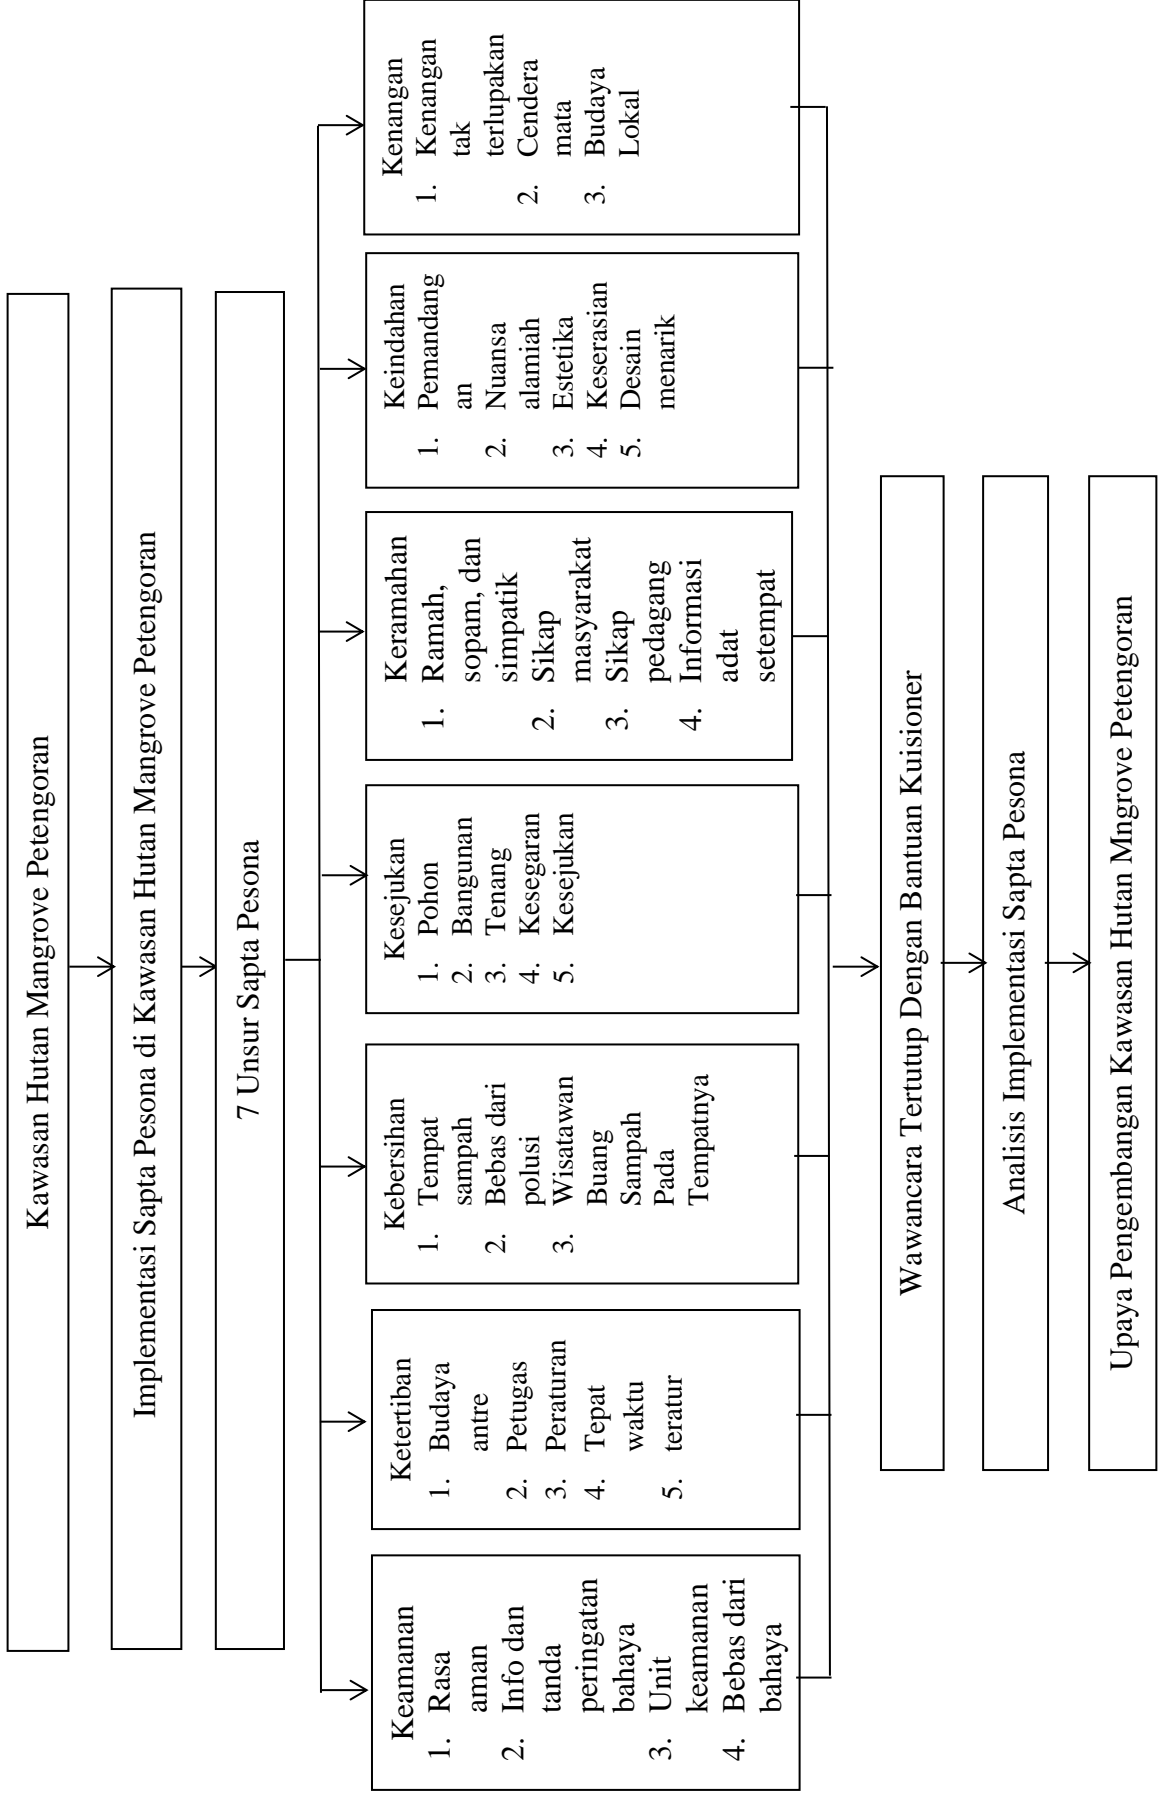 Kawasan Hutan Mangrove Petengoran
Implementasi Sapta Pesona di Kawasan Hutan Mangrove Petengoran
7 Unsur Sapta Pesona
Keamanan
1. Rasa
aman
2. Info dan
tanda
peringatan
bahaya
3. Unit
keamanan
4. Bebas dari
bahaya
Ketertiban
1. Budaya
antre
2. Petugas
3. Peraturan
4. Tepat
waktu
5. teratur
Kebersihan
1. Tempat
sampah
2. Bebas dari
polusi
3. Wisatawan
Buang
Sampah
Pada
Tempatnya
Kesejukan
1. Pohon
2. Bangunan
3. Tenang
4. Kesegaran
5. Kesejukan
Keramahan
1. Ramah,
sopam, dan
simpatik
2. Sikap
masyarakat
3. Sikap
pedagang
4. Informasi
adat
setempat
Keindahan
1. Pemandang
an
2. Nuansa
alamiah
3. Estetika
4. Keserasian
5. Desain
menarik
Kenangan
1. Kenangan
tak
terlupakan
2. Cendera
mata
3. Budaya
Lokal
Wawancara Tertutup Dengan Bantuan Kuisioner
Analisis Implementasi Sapta Pesona
Upaya Pengembangan Kawasan Hutan Mngrove Petengoran